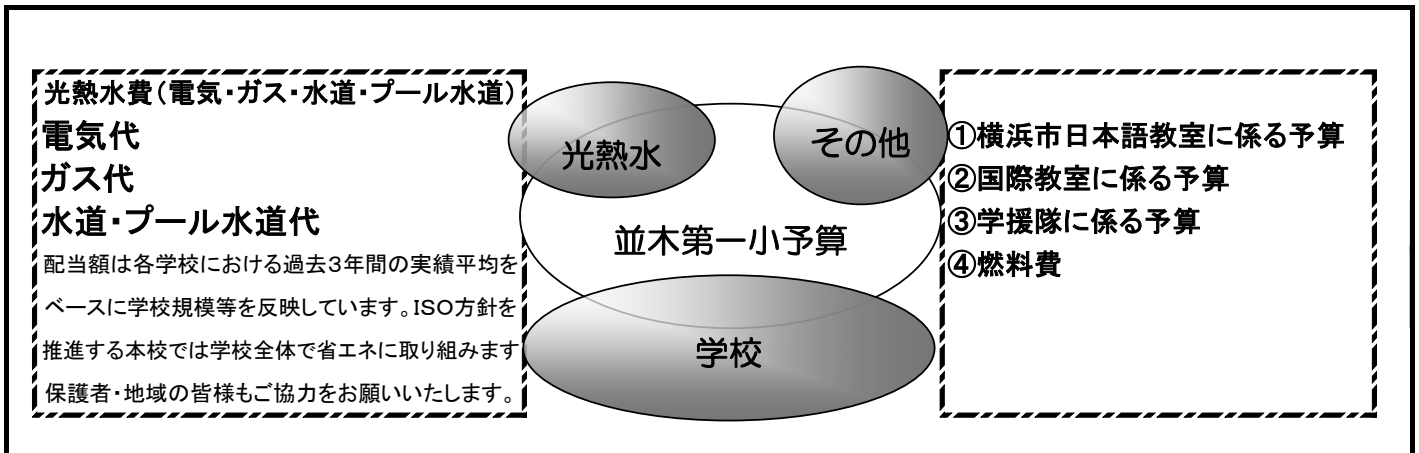 光熱水費（電気・ガス・水道・プール水道）
電気代
ガス代
水道・プール水道代
配当額は各学校における過去３年間の実績平均を
ベースに学校規模等を反映しています。ISO方針を
推進する本校では学校全体で省エネに取り組みます
保護者・地域の皆様もご協力をお願いいたします。
光熱水
その他
並木第一小予算
学校
①横浜市日本語教室に係る予算
②国際教室に係る予算
③学援隊に係る予算
④燃料費